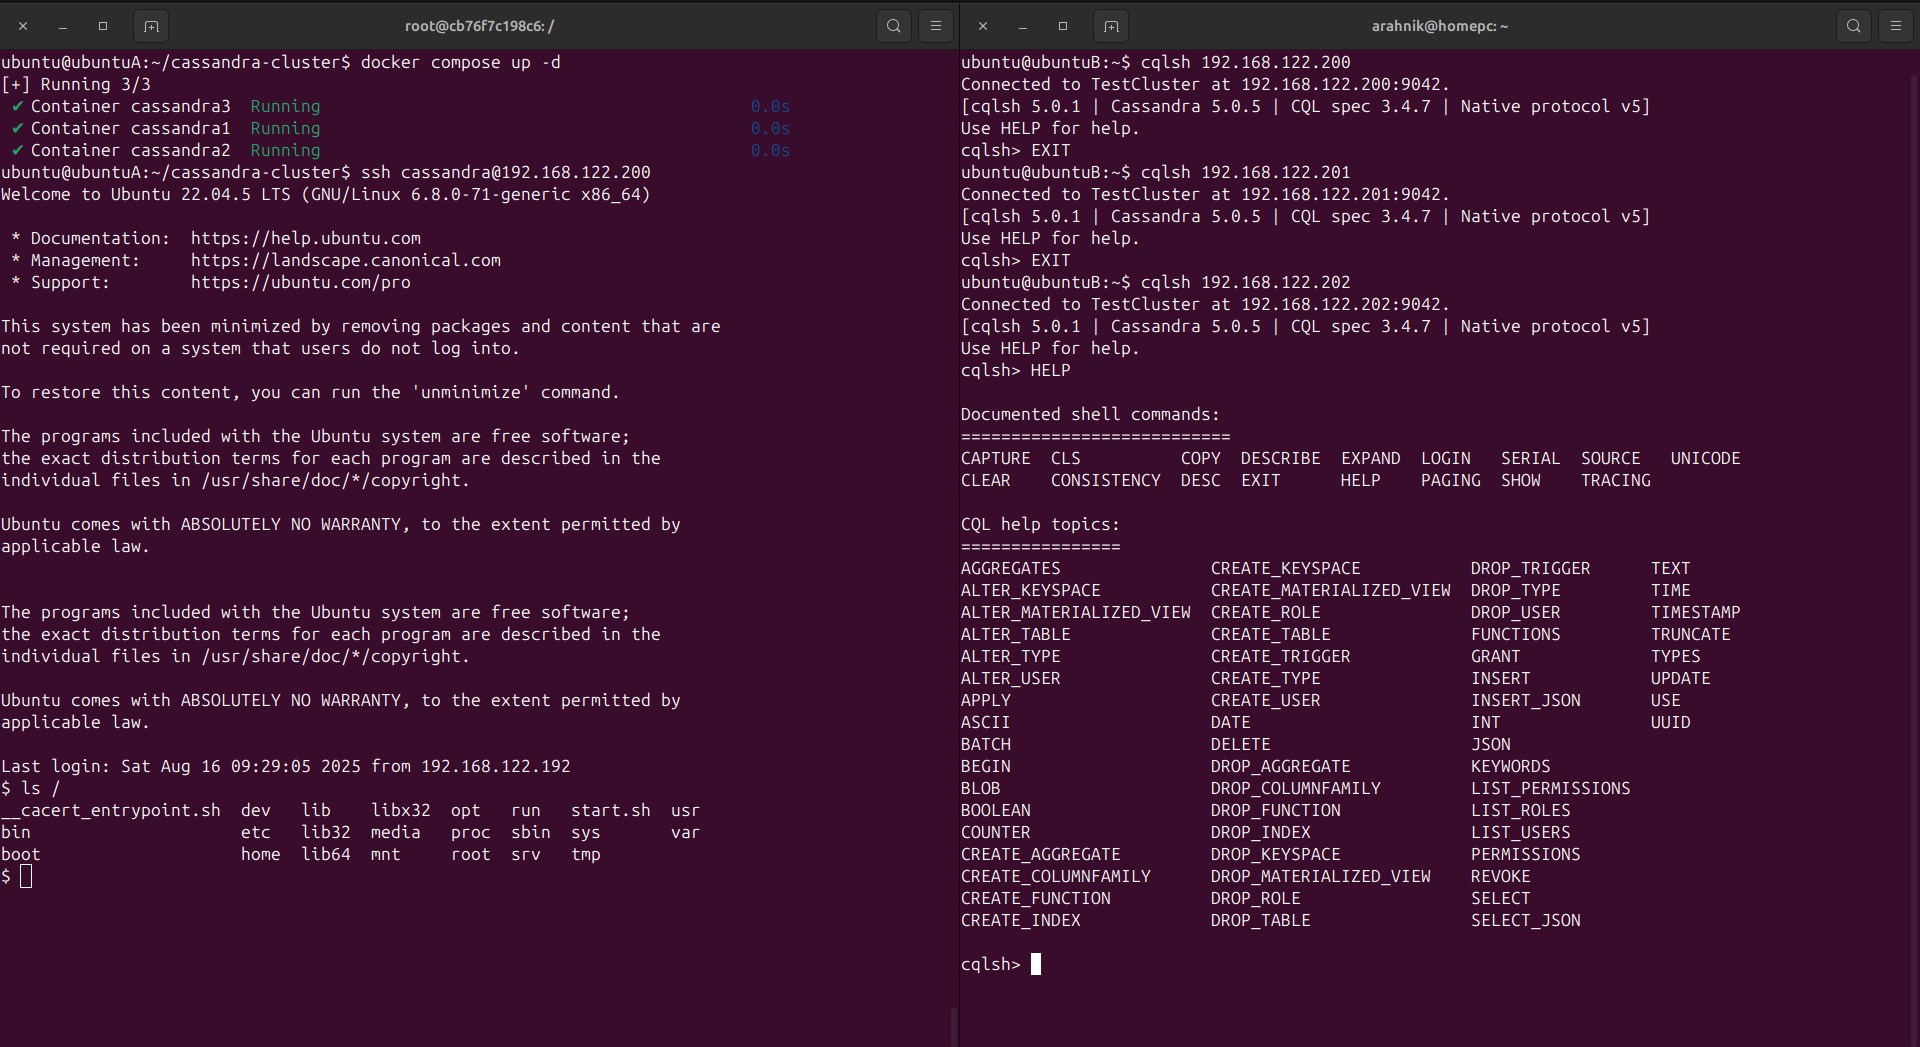 root@cb76f7c198c6: /
ubuntu@ubuntuA:~/cassandra-cluster$ docker compose up -d
[+] Running 3/3
✔ Container cassandra3  Running  0.0s
✔ Container cassandra1  Running  0.0s
✔ Container cassandra2  Running  0.0s
ubuntu@ubuntuA:~/cassandra-cluster$ ssh cassandra@192.168.122.200
Welcome to Ubuntu 22.04.5 LTS (GNU/Linux 6.8.0-71-generic x86_64)
* Documentation:  https://help.ubuntu.com
* Management:     https://landscape.canonical.com
* Support:        https://ubuntu.com/pro
This system has been minimized by removing packages and content that are
not required on a system that users do not log into.
To restore this content, you can run the 'unminimize' command.
The programs included with the Ubuntu system are free software;
the exact distribution terms for each program are described in the
individual files in /usr/share/doc/*/copyright.
Ubuntu comes with ABSOLUTELY NO WARRANTY, to the extent permitted by
applicable law.
The programs included with the Ubuntu system are free software;
the exact distribution terms for each program are described in the
individual files in /usr/share/doc/*/copyright.
Ubuntu comes with ABSOLUTELY NO WARRANTY, to the extent permitted by
applicable law.
Last login: Sat Aug 16 09:29:05 2025 from 192.168.122.192
$ ls /
__cacert_entrypoint.sh  dev   lib    libx32  opt   run   start.sh  usr
bin                     etc   lib32  media   proc  sbin  sys       var
boot                    home  lib64  mnt     root  srv   tmp
$
arahnik@homepc: ~
ubuntu@ubuntuB:~$ cqlsh 192.168.122.200
Connected to TestCluster at 192.168.122.200:9042.
[cqlsh 5.0.1 | Cassandra 5.0.5 | CQL spec 3.4.7 | Native protocol v5]
Use HELP for help.
cqlsh> EXIT
ubuntu@ubuntuB:~$ cqlsh 192.168.122.201
Connected to TestCluster at 192.168.122.201:9042.
[cqlsh 5.0.1 | Cassandra 5.0.5 | CQL spec 3.4.7 | Native protocol v5]
Use HELP for help.
cqlsh> EXIT
ubuntu@ubuntuB:~$ cqlsh 192.168.122.202
Connected to TestCluster at 192.168.122.202:9042.
[cqlsh 5.0.1 | Cassandra 5.0.5 | CQL spec 3.4.7 | Native protocol v5]
Use HELP for help.
cqlsh> HELP
Documented shell commands:
===========================
CAPTURE  CLS          COPY  DESCRIBE  EXPAND  LOGIN   SERIAL  SOURCE   UNICODE
CLEAR    CONSISTENCY  DESC  EXIT      HELP    PAGING  SHOW    TRACING
CQL help topics:
================
AGGREGATES               CREATE_KEYSPACE           DROP_TRIGGER      TEXT
ALTER_KEYSPACE           CREATE_MATERIALIZED_VIEW  DROP_TYPE         TIME
ALTER_MATERIALIZED_VIEW  CREATE_ROLE               DROP_USER         TIMESTAMP
ALTER_TABLE              CREATE_TABLE              FUNCTIONS         TRUNCATE
ALTER_TYPE               CREATE_TRIGGER            GRANT             TYPES
ALTER_USER               CREATE_TYPE               INSERT            UPDATE
APPLY                    CREATE_USER               INSERT_JSON       USE
ASCII                    DATE                      INT               UUID
BATCH                    DELETE                    JSON
BEGIN                    DROP_AGGREGATE            KEYWORDS
BLOB                     DROP_COLUMNFAMILY         LIST_PERMISSIONS
BOOLEAN                  DROP_FUNCTION             LIST_ROLES
COUNTER                  DROP_INDEX                LIST_USERS
CREATE_AGGREGATE         DROP_KEYSPACE             PERMISSIONS
CREATE_COLUMNFAMILY      DROP_MATERIALIZED_VIEW    REVOKE
CREATE_FUNCTION          DROP_ROLE                 SELECT
CREATE_INDEX             DROP_TABLE                SELECT_JSON
cqlsh>